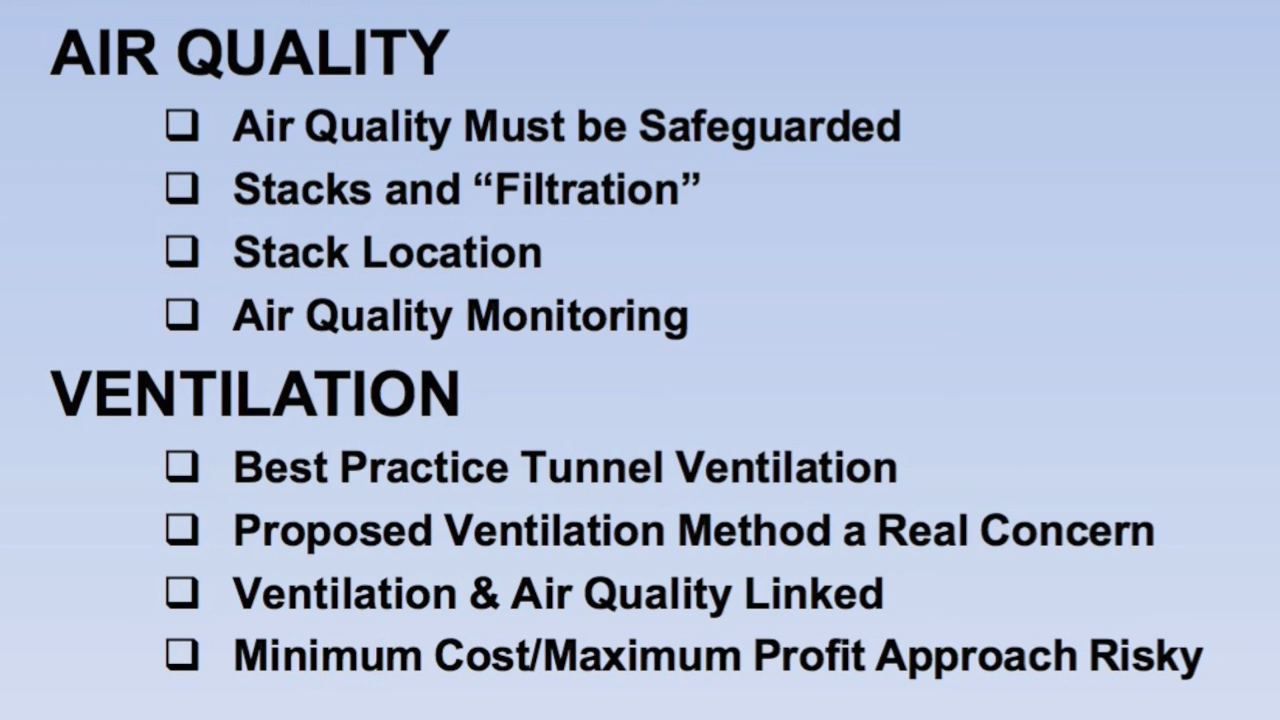 AIR QUALITY
❑ Air Quality Must be Safeguarded
❑ Stacks and “Filtration”
❑ Stack Location
❑ Air Quality Monitoring
VENTILATION
❑ Best Practice Tunnel Ventilation
❑ Proposed Ventilation Method a Real Concern
❑ Ventilation & Air Quality Linked
❑ Minimum Cost/Maximum Profit Approach Risky